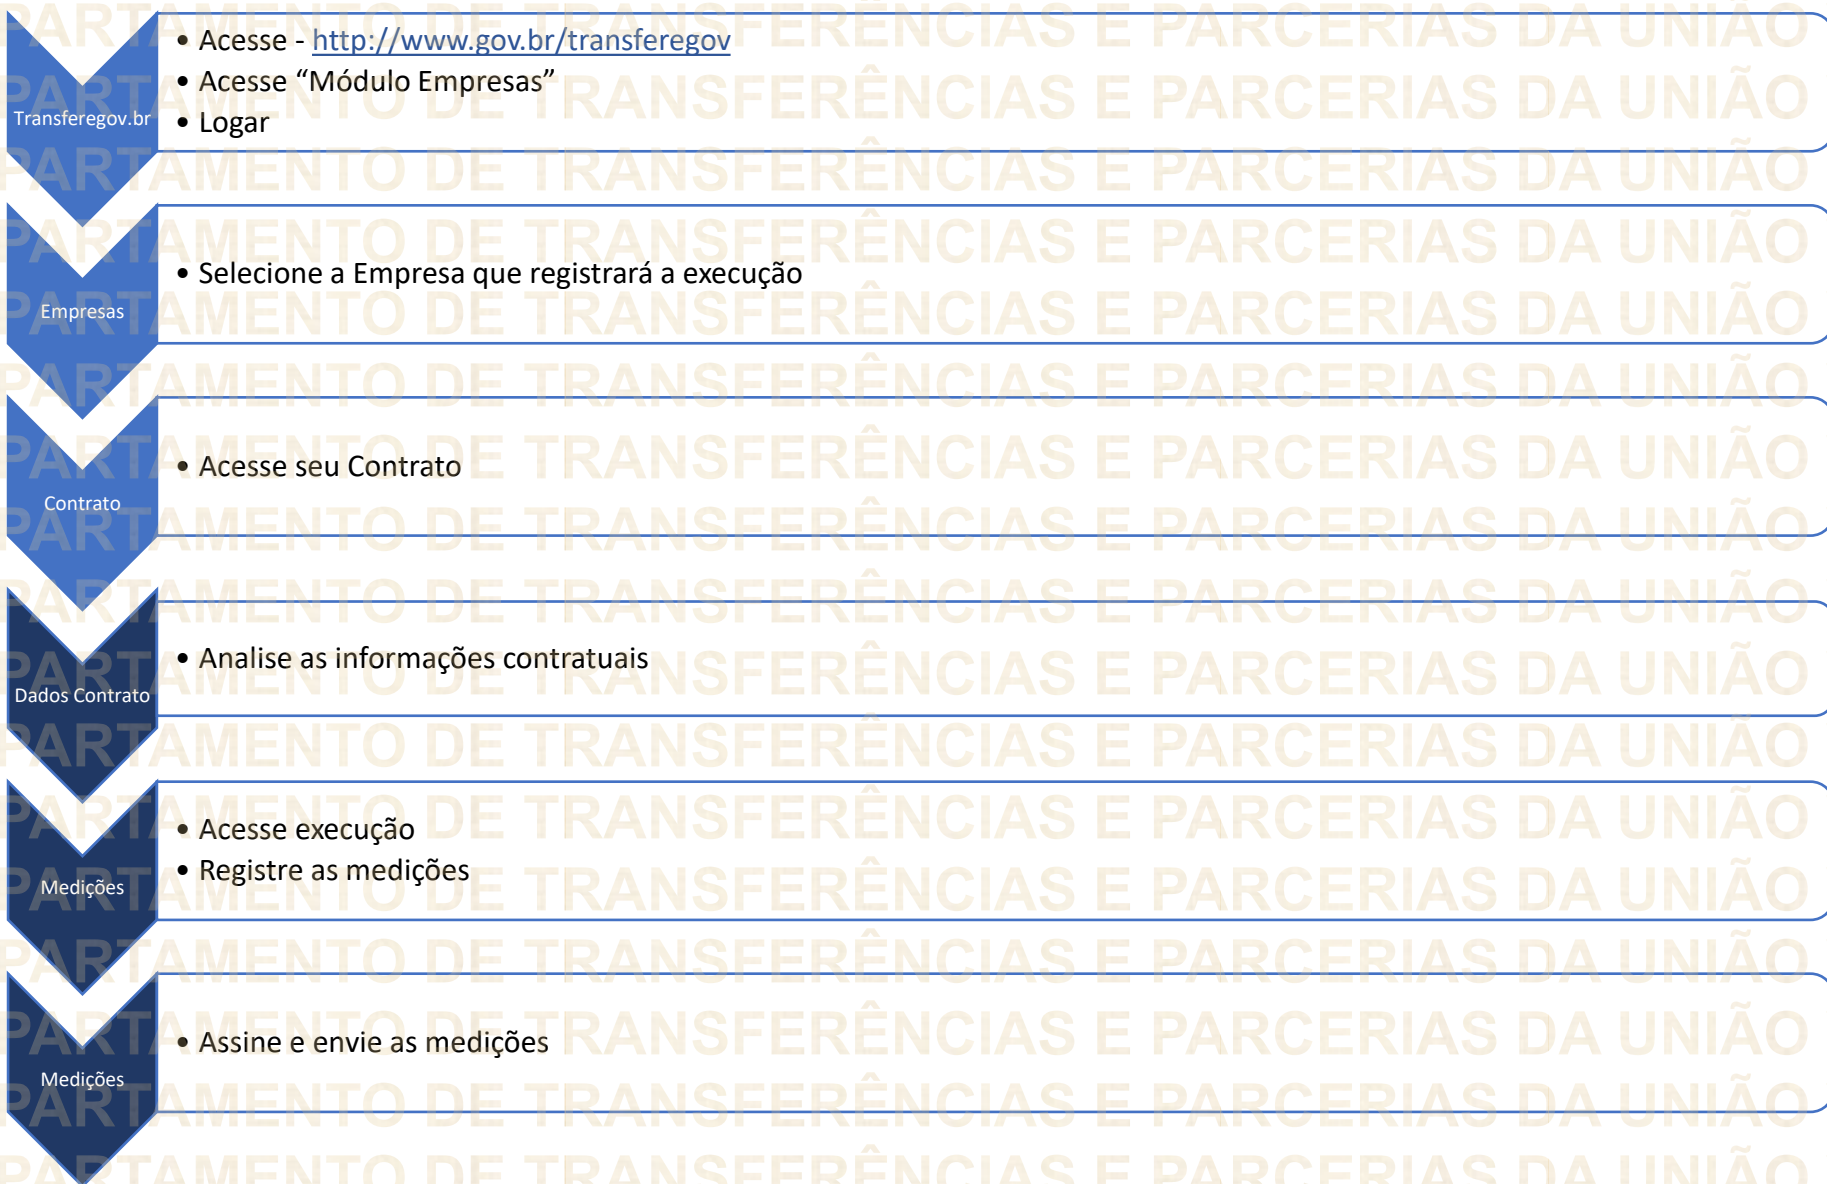 PARTAMENTO DE TRANSFERÊNCIAS E PARCERIAS DA UNIÃO
Transferegov.br
• Acesse - http://www.gov.br/transferegov
• Acesse “Módulo Empresas”
• Logar
Empresas
• Selecione a Empresa que registrará a execução
Contrato
• Acesse seu Contrato
Dados Contrato
• Analise as informações contratuais
Medições
• Acesse execução
• Registre as medições
Medições
• Assine e envie as medições